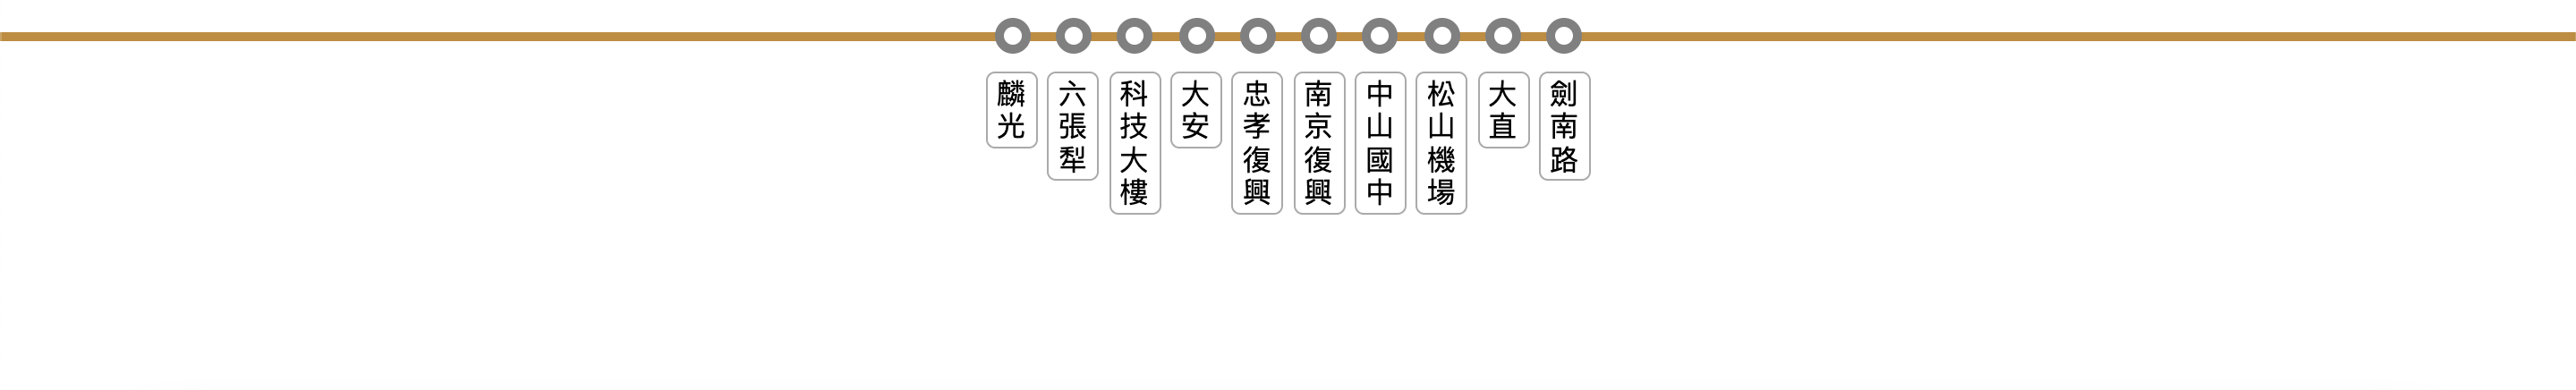 麟光
六張犁
科技大樓
大安
忠孝復興
南京復興
中山國中
松山機場
大直
劍南路